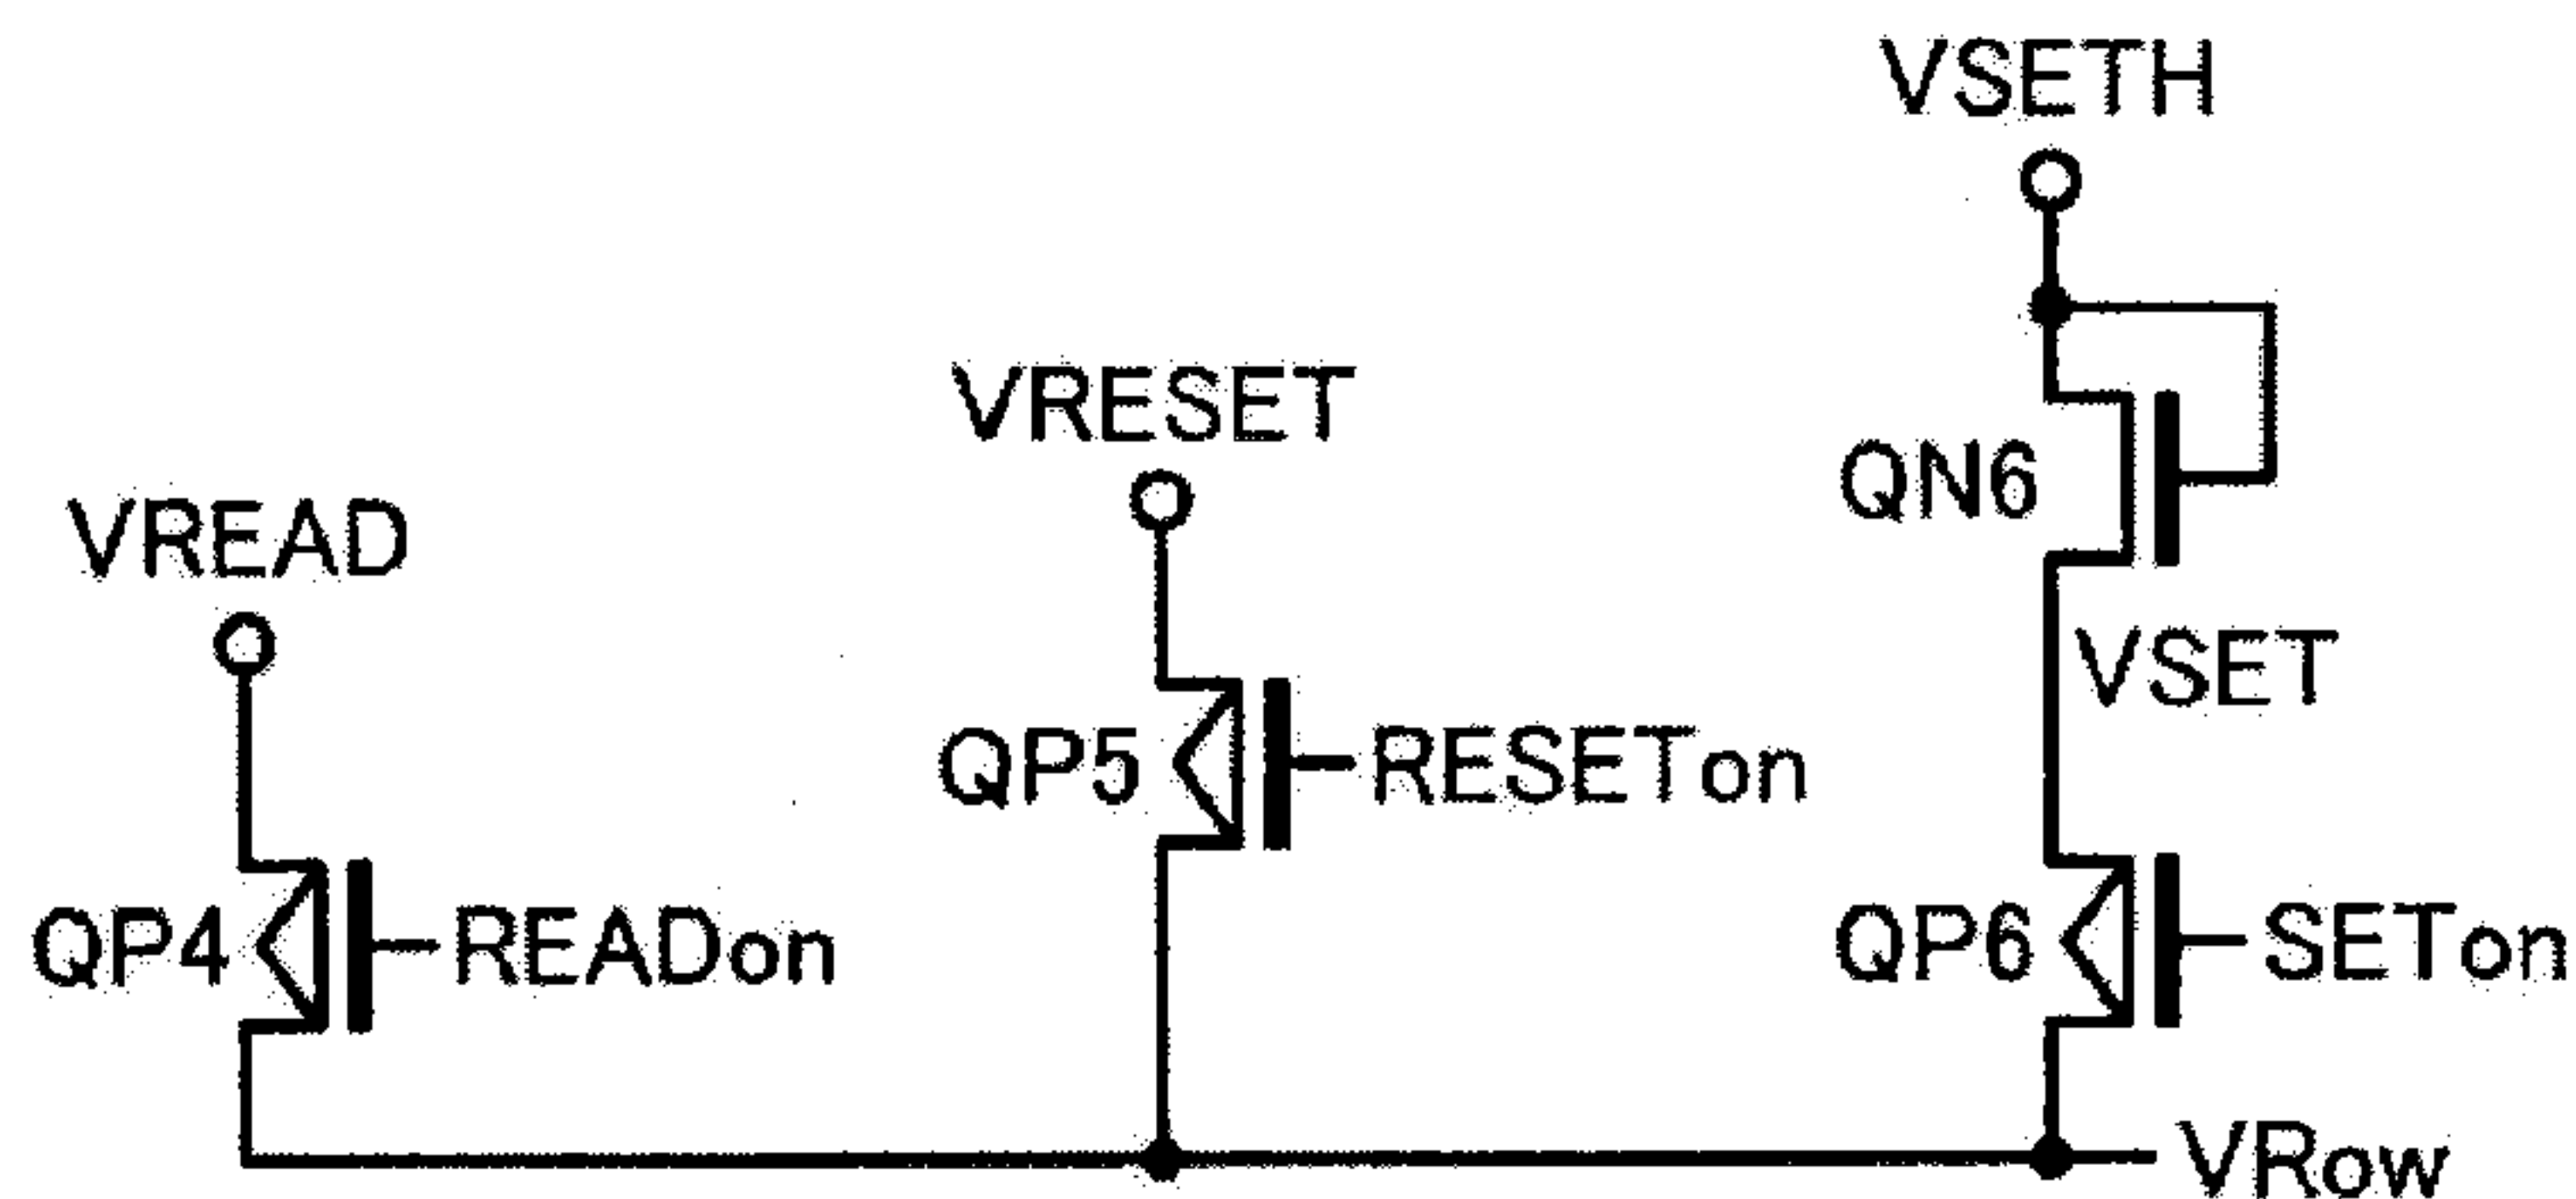 VSETH
VRESET
QN6
VREAD
VSET
QP5
RESETon
QP4
READon
QP6
SETon
VRow